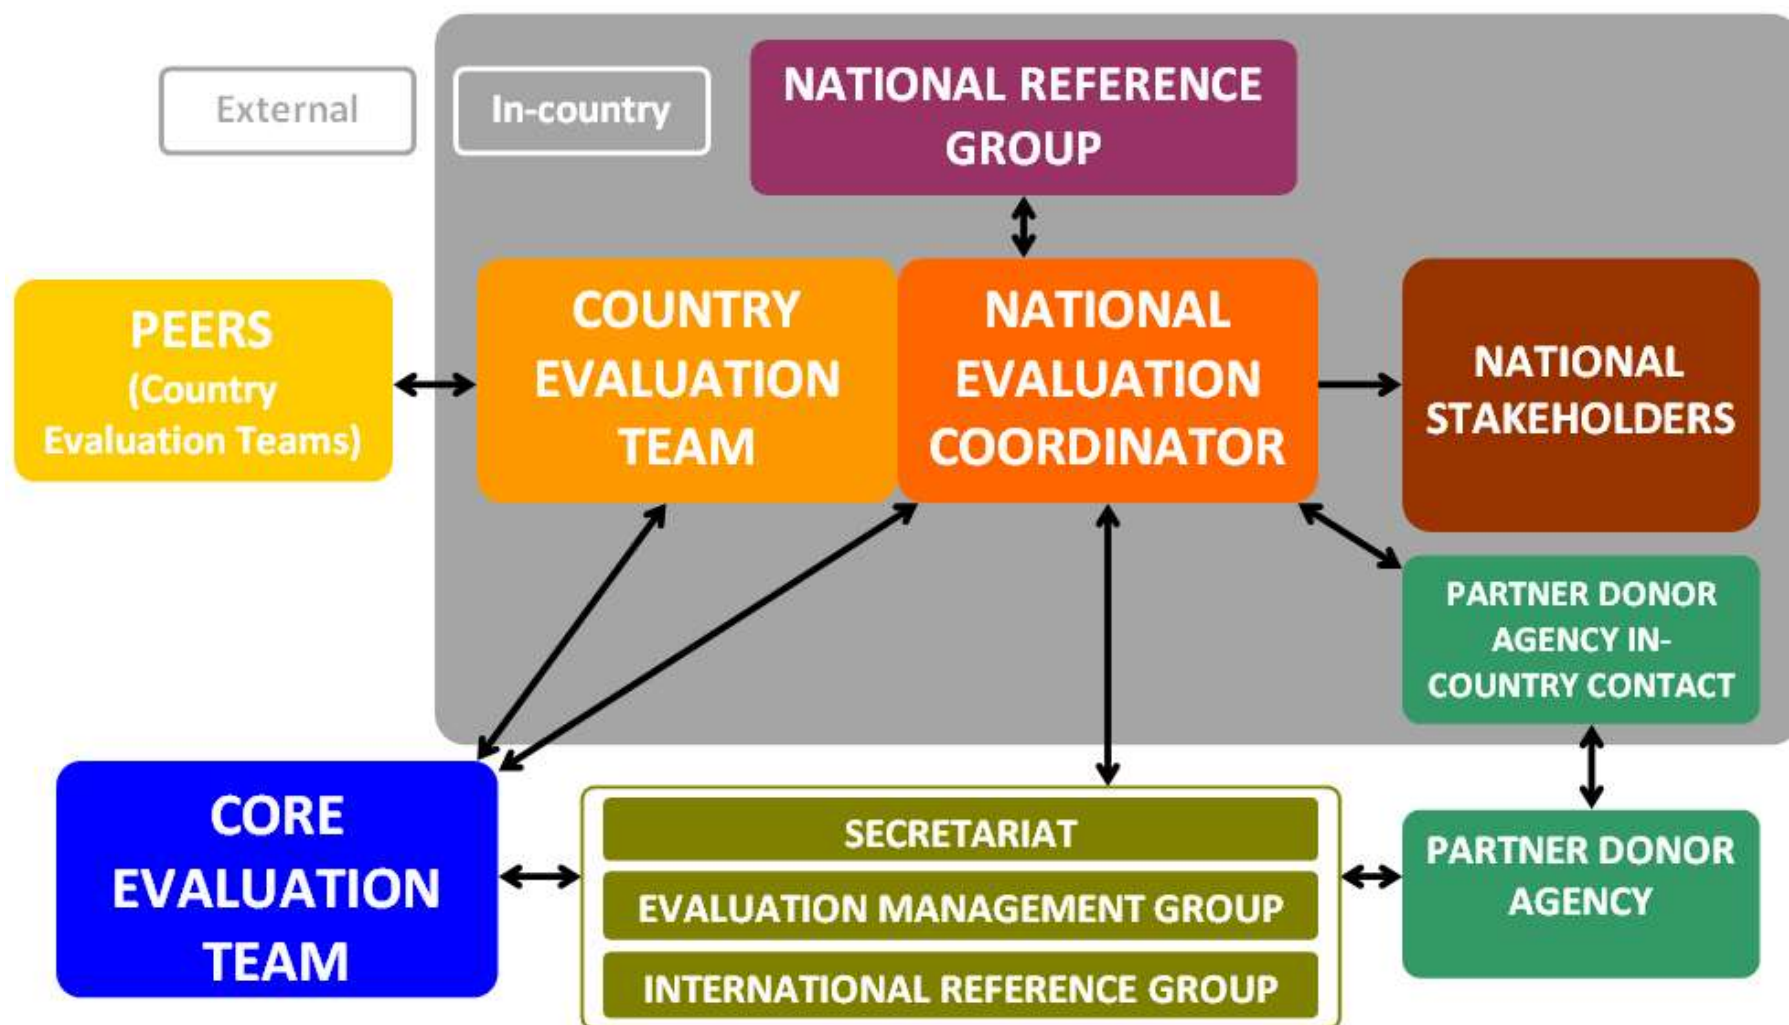 External
In-country
NATIONAL REFERENCE
GROUP
PEERS
(Country
Evaluation Teams)
COUNTRY
EVALUATION
TEAM
NATIONAL
EVALUATION
COORDINATOR
NATIONAL
STAKEHOLDERS
PARTNER DONOR
AGENCY IN-
COUNTRY CONTACT
CORE
EVALUATION
TEAM
SECRETARIAT
EVALUATION MANAGEMENT GROUP
INTERNATIONAL REFERENCE GROUP
PARTNER DONOR
AGENCY